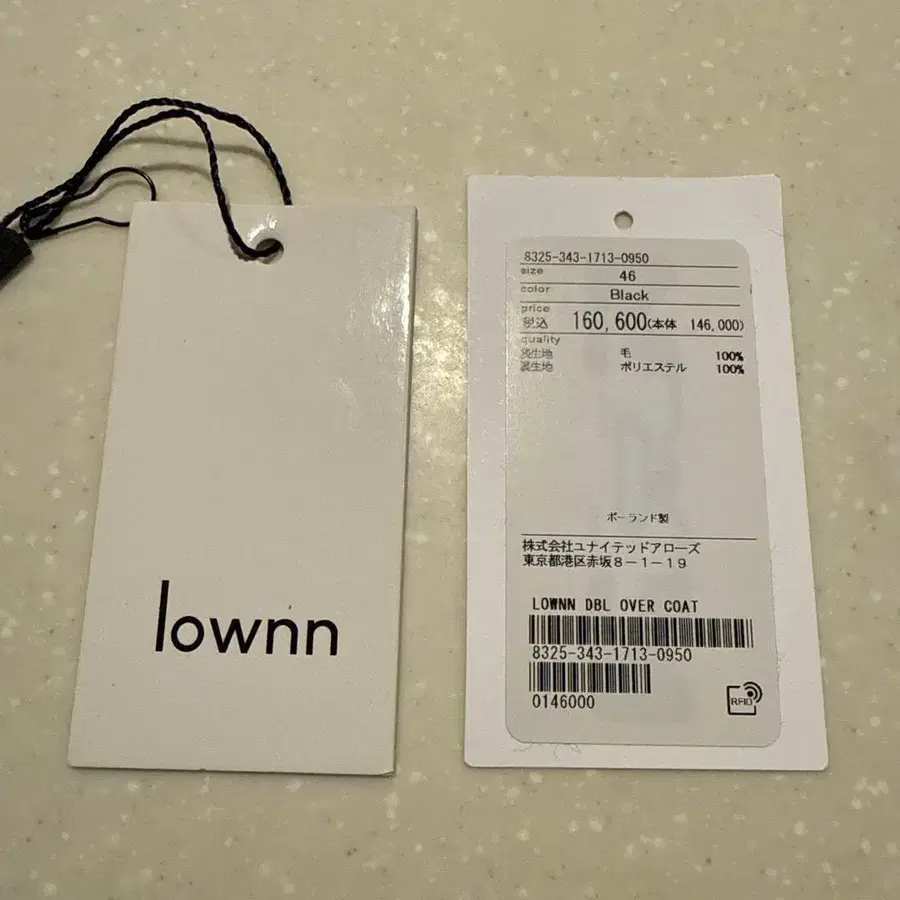 lownn
8325-343-1713-0950
size 46
color Black
price
税込 160,600(本体 146,000)
quality
表生地 毛 100%
裏生地 ポリエステル 100%
ポーランド製
株式会社ユナイテッドアローズ
東京都港区赤坂8-1-19
LOWNN DBL OVER COAT
8325-343-1713-0950
0146000
RFID